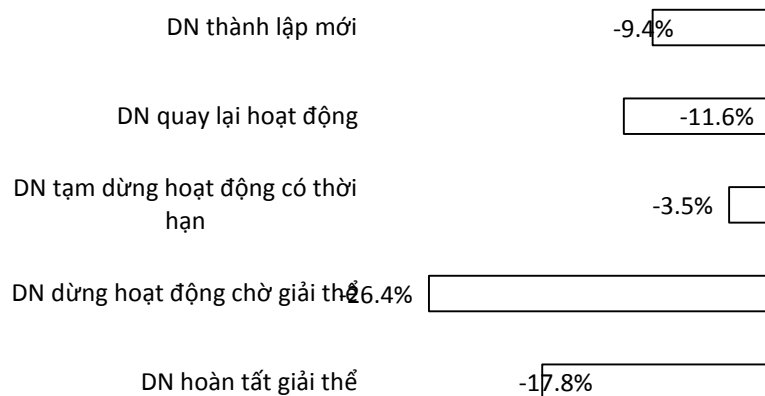 DN thành lập mới
-9.4%
DN quay lại hoạt động
-11.6%
DN tạm dừng hoạt động có thời
hạn
-3.5%
DN dừng hoạt động chờ giải thể
-26.4%
DN hoàn tất giải thể
-17.8%